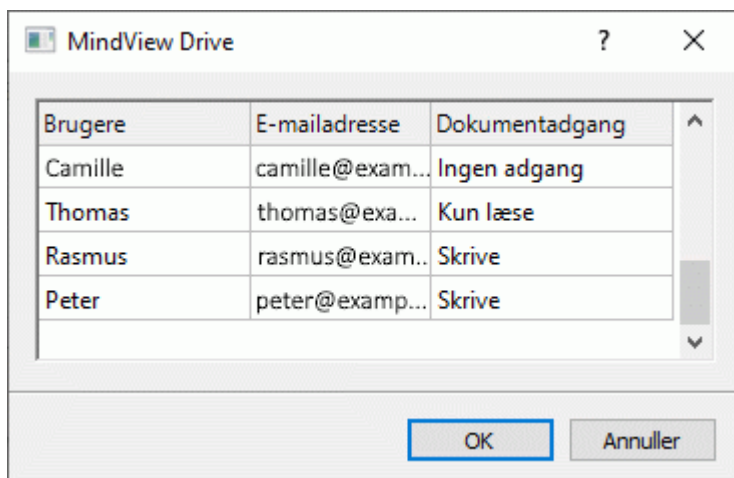 MindView Drive ?
Brugere E-mailadresse Dokumentadgang
Camille camille@exam... Ingen adgang
Thomas thomas@exa... Kun læse
Rasmus rasmus@exam.. Skrive
Peter peter@examp... Skrive
OK Annuller